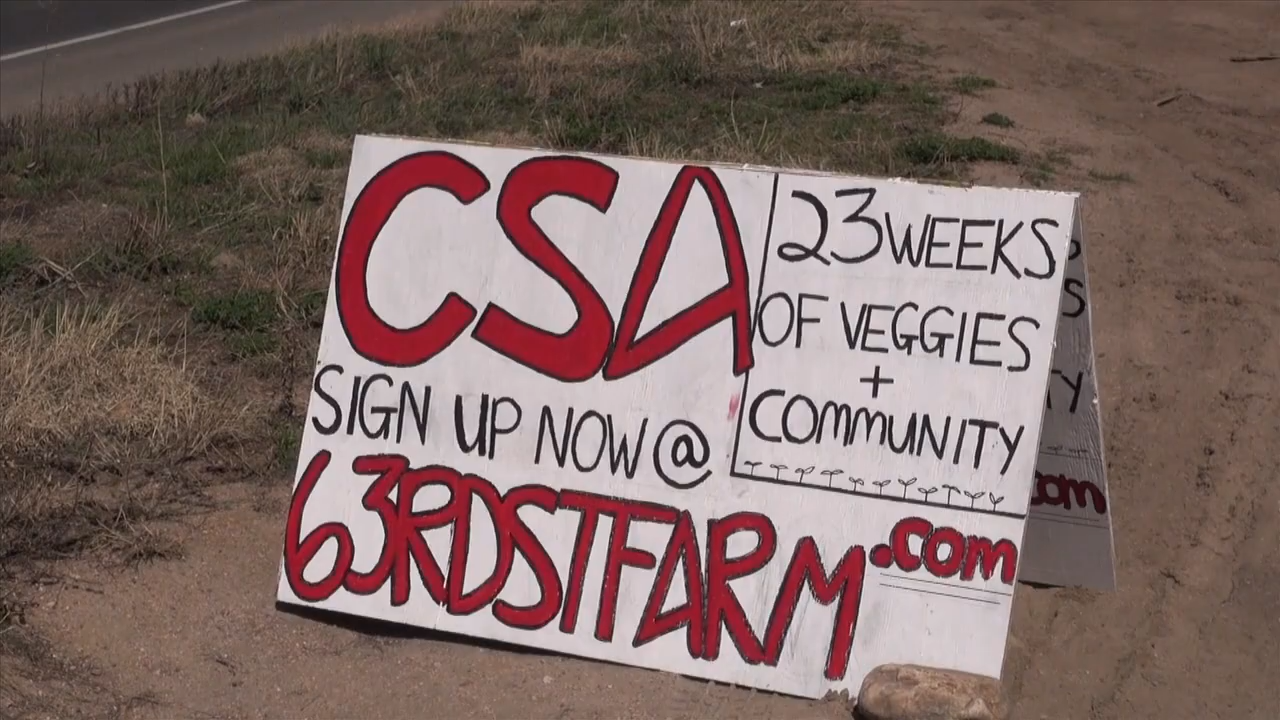 CSA
23 WEEKS
OF VEGGIES
+
COMMUNITY
SIGN UP NOW @
63RDSTFARM.com
com